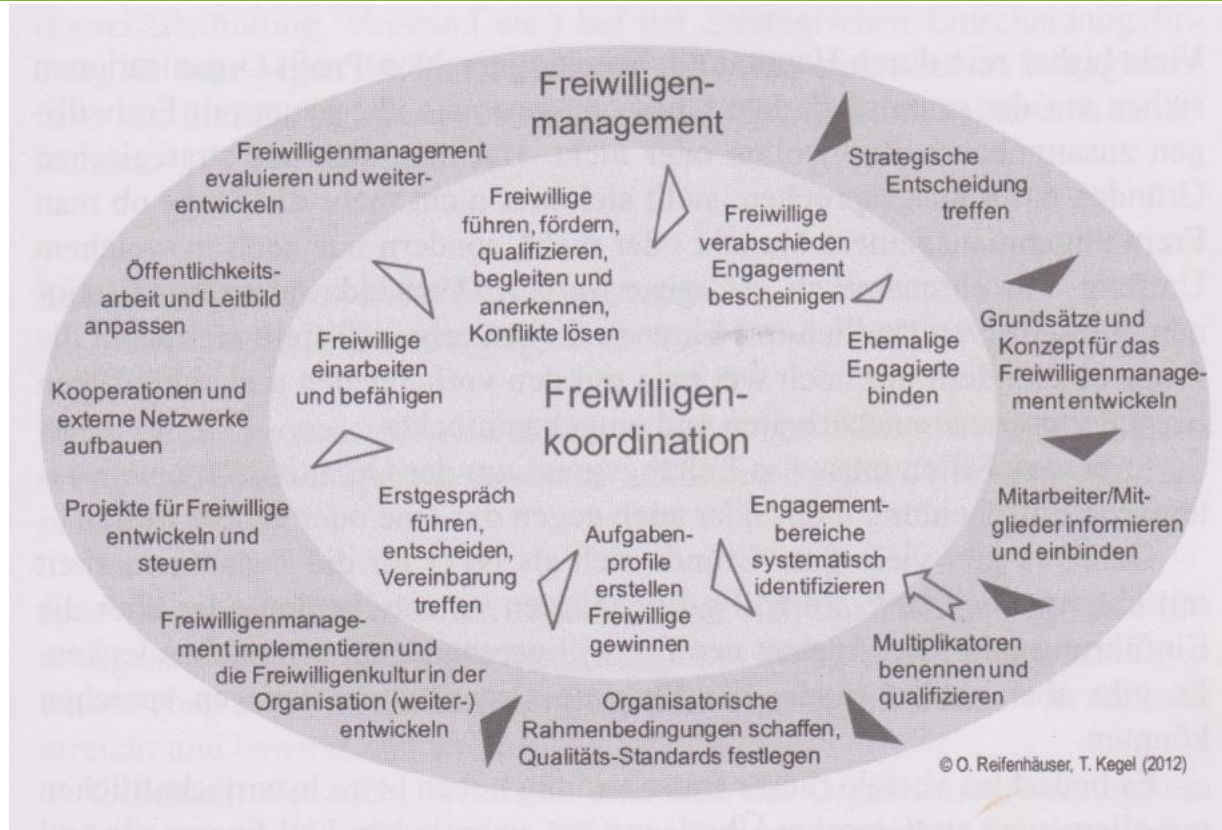 Freiwilligen-
management
Strategische
Entscheidung
treffen
Grundsätze und
Konzept für das
Freiwilligenmanage-
ment entwickeln
Mitarbeiter/Mit-
glieder informieren
und einbinden
Multiplikatoren
benennen und
qualifizieren
Organisatorische
Rahmenbedingungen schaffen,
Qualitäts-Standards festlegen
Freiwilligenmanage-
ment implementieren und
die Freiwilligenkultur in der
Organisation (weiter-)
entwickeln
Projekte für Freiwillige
entwickeln und
steuern
Kooperationen und
externe Netzwerke
aufbauen
Öffentlichkeits-
arbeit und Leitbild
anpassen
Freiwilligenmanagement
evaluieren und weiter-
entwickeln
Freiwilligen-
koordination
Engagement-
bereiche
systematisch
identifizieren
Aufgaben-
profile
erstellen
Freiwillige
gewinnen
Erstgespräch
führen,
entscheiden,
Vereinbarung
treffen
Freiwillige
einarbeiten
und befähigen
Freiwillige
führen, fördern,
qualifizieren,
begleiten und
anerkennen,
Konflikte lösen
Freiwillige
verabschieden
Engagement
bescheinigen
Ehemalige
Engagierte
binden
© O. Reifenhäuser, T. Kegel (2012)